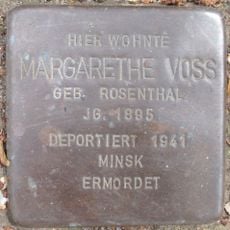 HIER WOHNTE
MARGARETHE VOSS
GEB. ROSENTHAL
JG. 1895
DEPORTIERT 1941
MINSK
ERMORDET